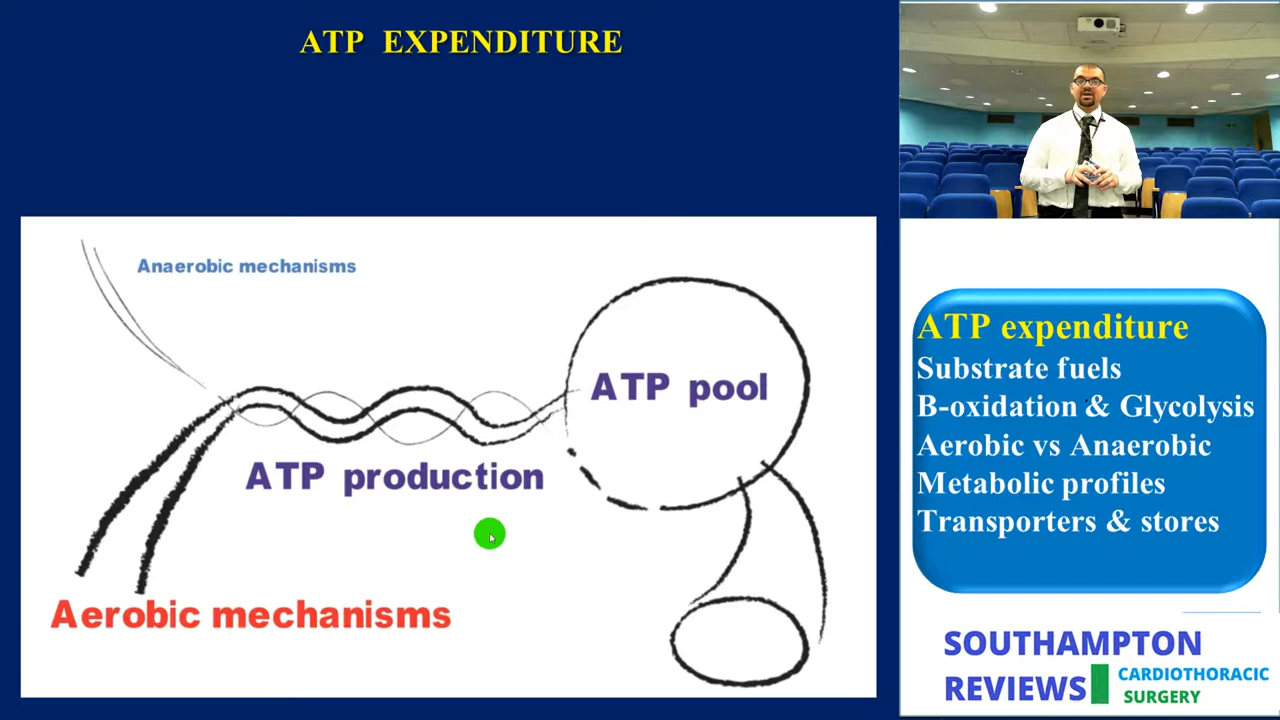 ATP EXPENDITURE
Anaerobic mechanisms
ATP pool
ATP production
Aerobic mechanisms
ATP expenditure
Substrate fuels
B-oxidation & Glycolysis
Aerobic vs Anaerobic
Metabolic profiles
Transporters & stores
SOUTHAMPTON
REVIEWS
CARDIOTHORACIC
SURGERY